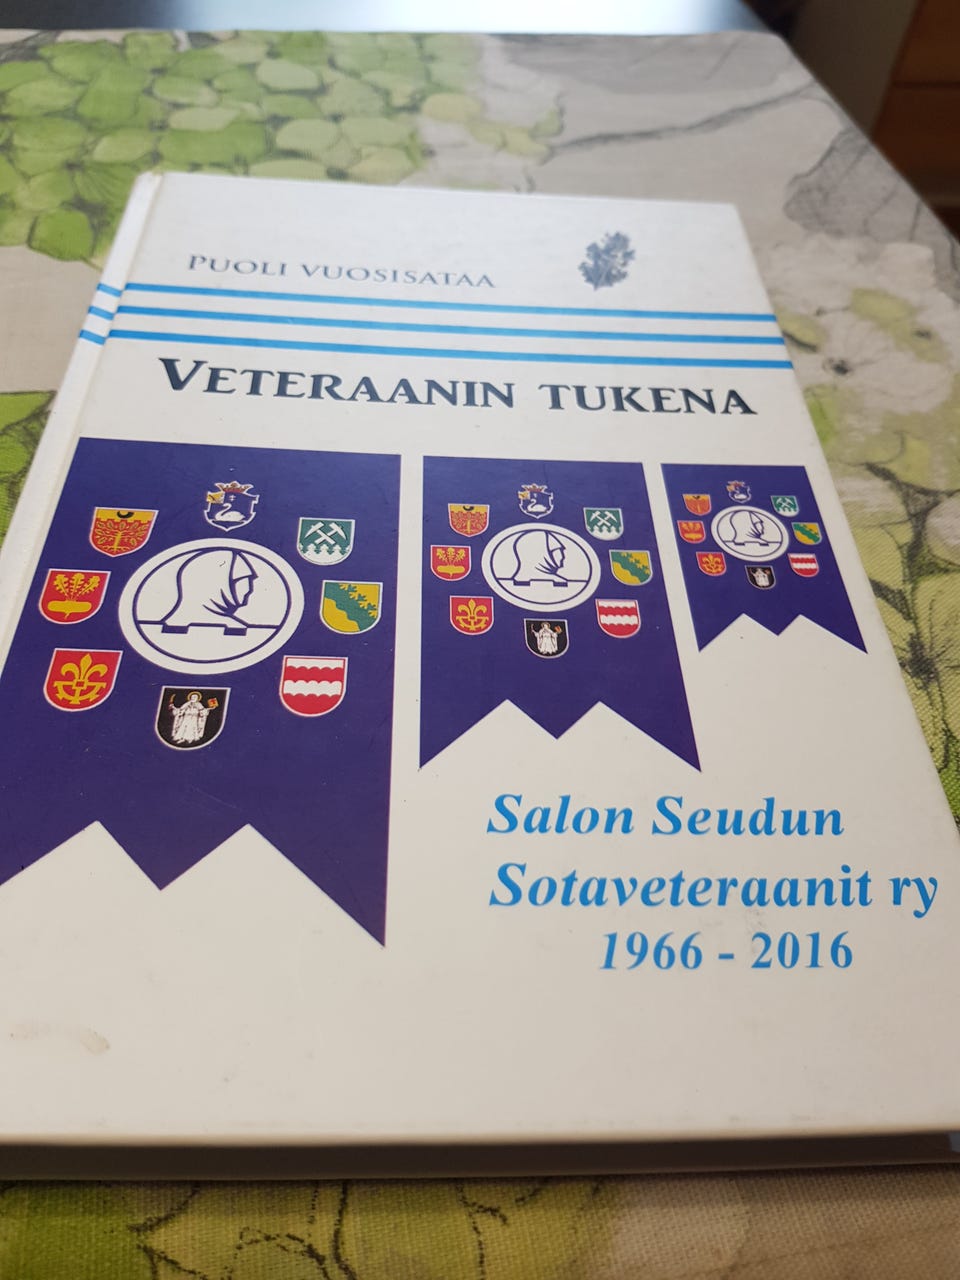 PUOLI VUOSISATAA
VETERAANIN TUKENA
Salon Seudun
Sotaveteraanit ry
1966 - 2016